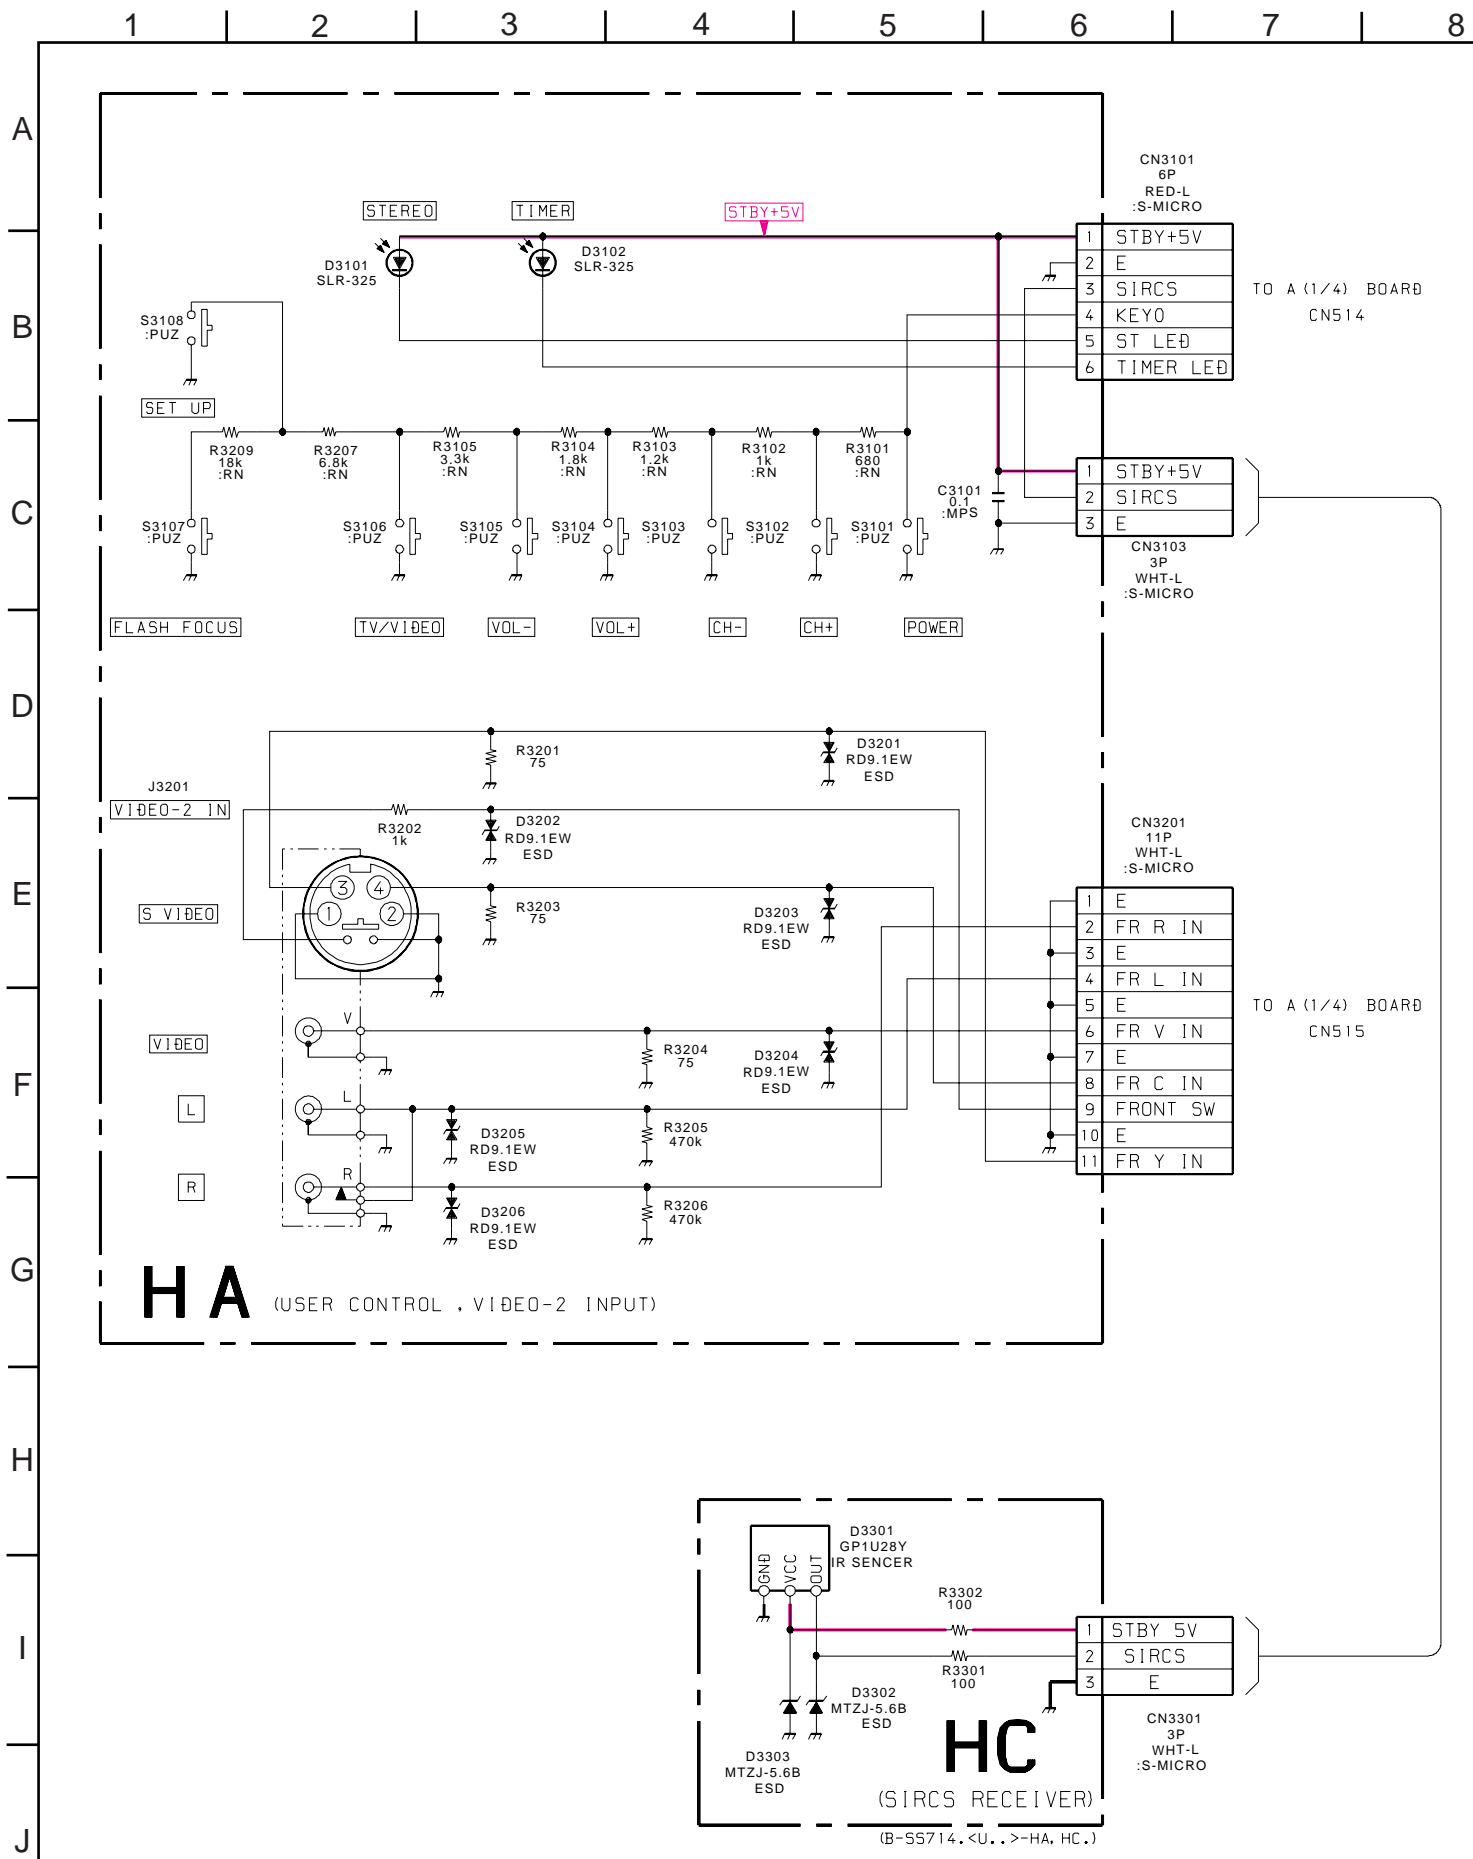 1 2 3 4 5 6 7 8
A
B
C
D
E
F
G
H
I
J
STEREO
TIMER
STBY+5V
D3101
SLR-325
D3102
SLR-325
CN3101
6P
RED-L
:S-MICRO
1 STBY+5V
2 E
3 SIRCS
4 KEYO
5 ST LED
6 TIMER LED
TO A(1/4) BOARD
CN514
S3108
:PUZ
SET UP
R3209
18k
:RN
R3207
6.8k
:RN
R3105
3.3k
:RN
R3104
1.8k
:RN
R3103
1.2k
:RN
R3102
1k
:RN
R3101
680
:RN
C3101
0.1
:MPS
1 STBY+5V
2 SIRCS
3 E
CN3103
3P
WHT-L
:S-MICRO
S3107
:PUZ
S3106
:PUZ
S3105
:PUZ
S3104
:PUZ
S3103
:PUZ
S3102
:PUZ
S3101
:PUZ
FLASH FOCUS
TV/VIDEO
VOL-
VOL+
CH-
CH+
POWER
R3201
75
D3201
RD9.1EW
ESD
J3201
VIDEO-2 IN
R3202
1k
D3202
RD9.1EW
ESD
S VIDEO
3 4
1 2
R3203
75
D3203
RD9.1EW
ESD
CN3201
11P
WHT-L
:S-MICRO
1 E
2 FR R IN
3 E
4 FR L IN
5 E
6 FR V IN
7 E
8 FR C IN
9 FRONT SW
10 E
11 FR Y IN
TO A(1/4) BOARD
CN515
VIDEO
V
R3204
75
D3204
RD9.1EW
ESD
L
L
D3205
RD9.1EW
ESD
R3205
470k
R
R
D3206
RD9.1EW
ESD
R3206
470k
HA (USER CONTROL , VIDEO-2 INPUT)
D3301
GP1U28Y
IR SENCER
GND
VCC
OUT
R3302
100
R3301
100
1 STBY 5V
2 SIRCS
3 E
CN3301
3P
WHT-L
:S-MICRO
D3302
MTZJ-5.6B
ESD
D3303
MTZJ-5.6B
ESD
HC
(SIRCS RECEIVER)
(B-SS714.<U..>-HA, HC.)